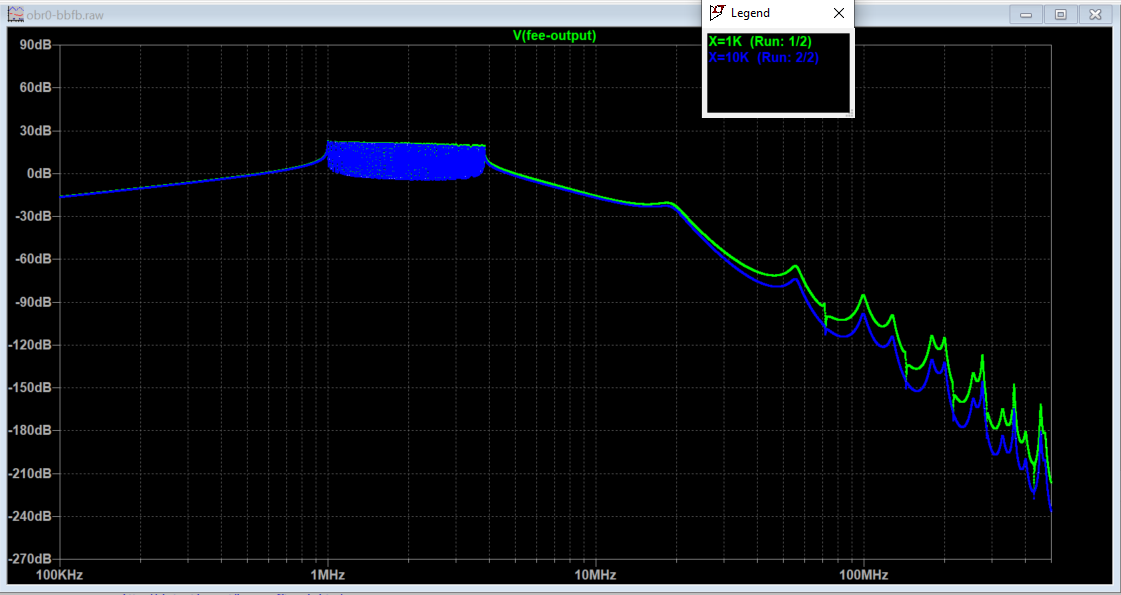 obr0-bbfb.raw
Legend
X=1K (Run: 1/2)
X=10K (Run: 2/2)
V(fee-output)
90dB
60dB
30dB
0dB
-30dB
-60dB
-90dB
-120dB
-150dB
-180dB
-210dB
-240dB
-270dB
100KHz 1MHz 10MHz 100MHz